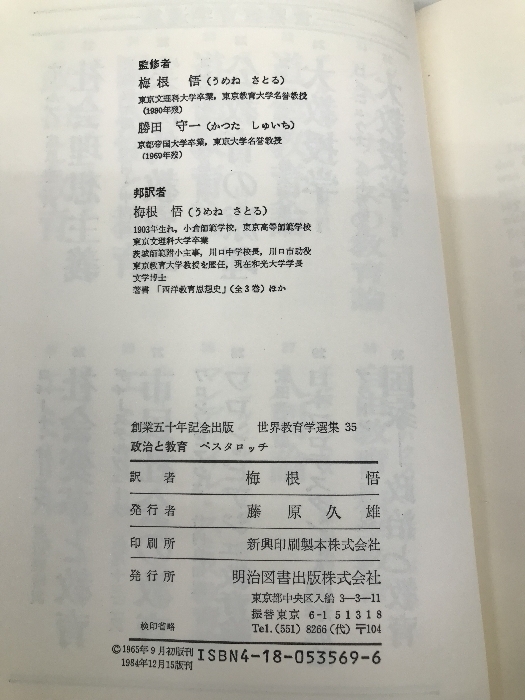 監修者
梅根 悟（うめね さとる）
東京文理科大学卒業，東京教育大学名誉教授
（1980年歿）
勝田 守一（かつた しゅいち）
京都帝国大学卒業，東京大学名誉教授
（1969年歿）
邦訳者
梅根 悟（うめね さとる）
1903年生れ，小倉師範学校，東京高等師範学校
東京文理科大学卒業
茨城師範附小主事，川口中学校長，川口市助役
東京教育大学教授を歴任，現在和光大学学長
文学博士
著書 「西洋教育思想史」（全3巻）ほか
創業五十年記念出版 世界教育学選集 35
政治と教育 ペスタロッチ
訳者 梅根 悟
発行者 藤原久雄
印刷所 新興印刷製本株式会社
発行所 明治図書出版株式会社
東京都中央区入船 3—3—11
振替東京 6-151318
検印省略 Tel.(551) 8266(代) 〒104
©1965年9月初版刊
1984年12月15版刊 ISBN4-18-053569-6